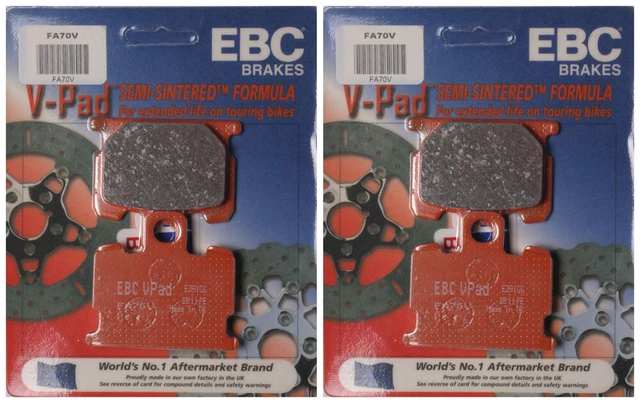 FA70V
FA70V
EBC
BRAKES
V-Pad SEMI-SINTERED™ FORMULA
For extended life on touring bikes
EBC VPad
FA70V
World's No.1 Aftermarket Brand
Proudly made in our own factory in the UK
See reverse of card for compound details and safety warnings
FA70V
FA70V
EBC
BRAKES
V-Pad SEMI-SINTERED™ FORMULA
For extended life on touring bikes
EBC VPad
FA70V
World's No.1 Aftermarket Brand
Proudly made in our own factory in the UK
See reverse of card for compound details and safety warnings